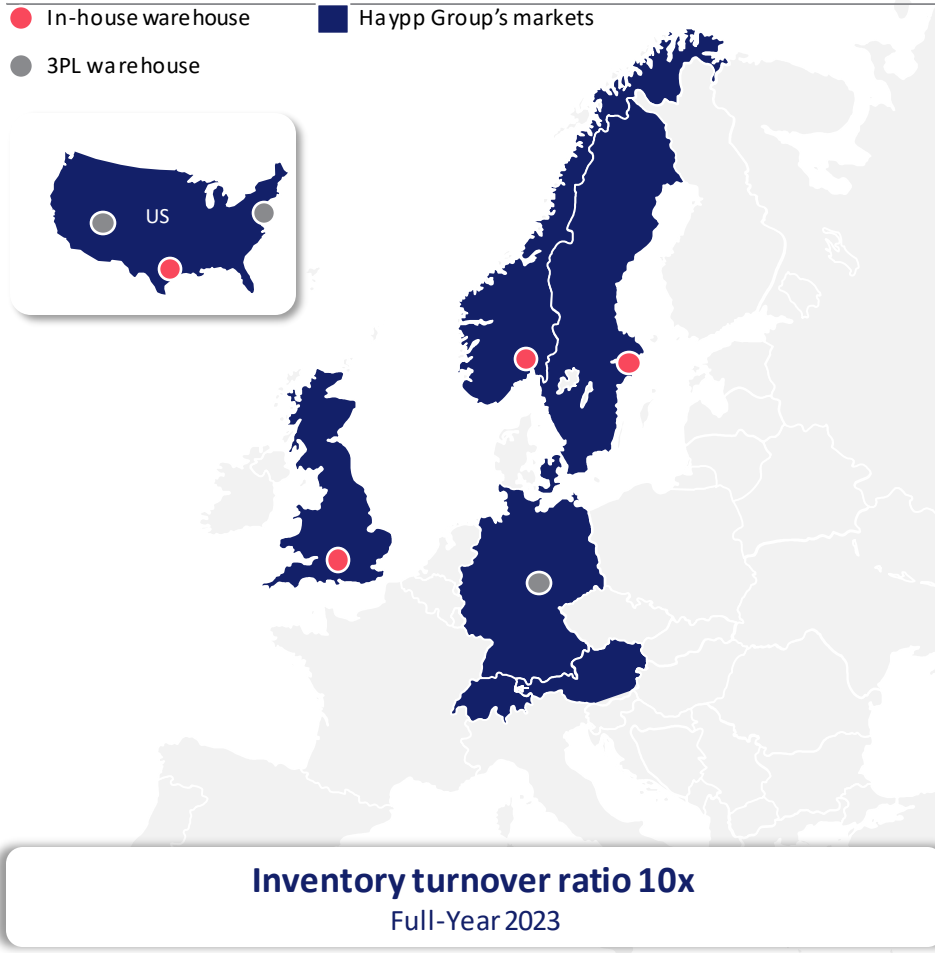 In-house warehouse
Haypp Group's markets
3PL warehouse
US
Inventory turnover ratio 10x
Full-Year 2023